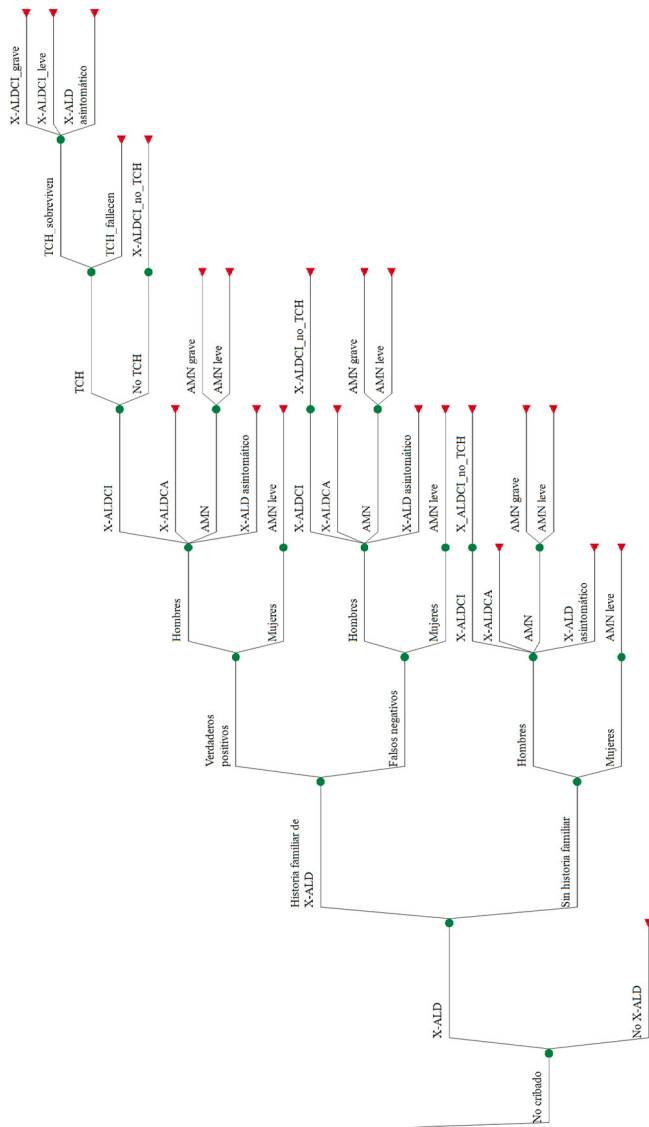 No cribado
X-ALD
No X-ALD
Historia familiar de
X-ALD
Sin historia familiar
Verdaderos
positivos
Falsos negativos
Hombres
Mujeres
Hombres
Mujeres
Hombres
Mujeres
X-ALDCI
X-ALDCA
AMN
X-ALD asintomático
AMN leve
X-ALDCI
X-ALDCA
AMN
X-ALD asintomático
AMN leve
X-ALDCI
X-ALDCA
AMN
X-ALD
asintomático
AMN leve
TCH
No TCH
AMN grave
AMN leve
X-ALDCI_no_TCH
AMN grave
AMN leve
X_ALDCI_no_TCH
AMN grave
AMN leve
TCH_sobreviven
TCH_fallecen
X-ALDCI_no_TCH
X-ALDCI_grave
X-ALDCI_leve
X-ALD
asintomático